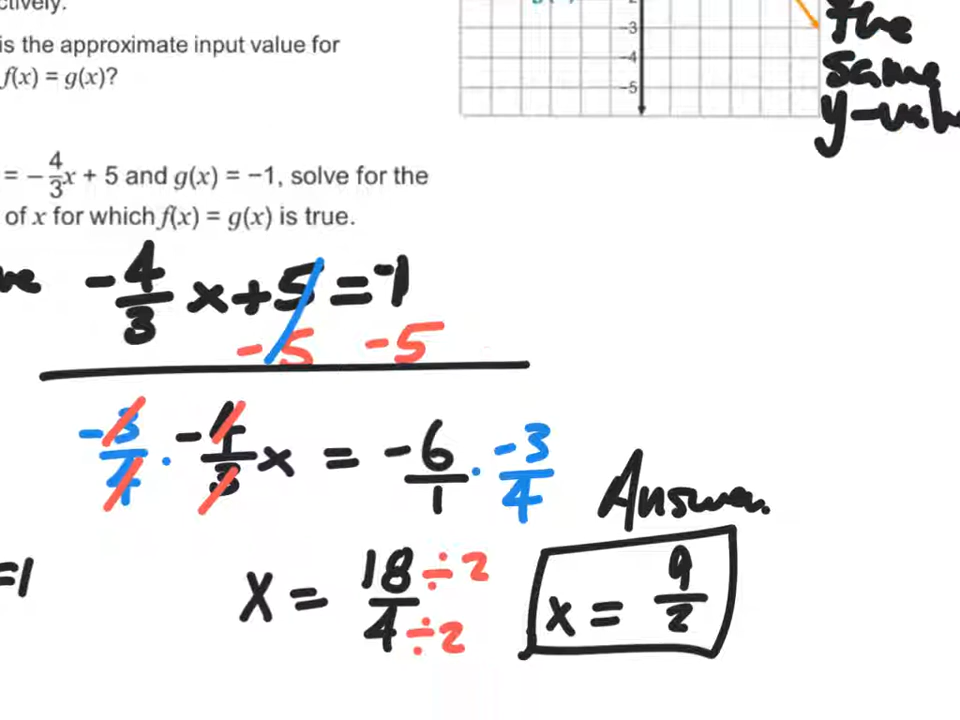 ctively.
is the approximate input value for
f(x) = g(x)?
-3
-4
-5
the
same
= -4/3x + 5 and g(x) = -1, solve for the
of x for which f(x) = g(x) is true.
-4/3 x+5 = -1
-5 -5
-3/4 · -4/3 x = -6/1 · -3/4
Answer.
=1
x = 18/4 ÷2 ÷2
x = 9/2